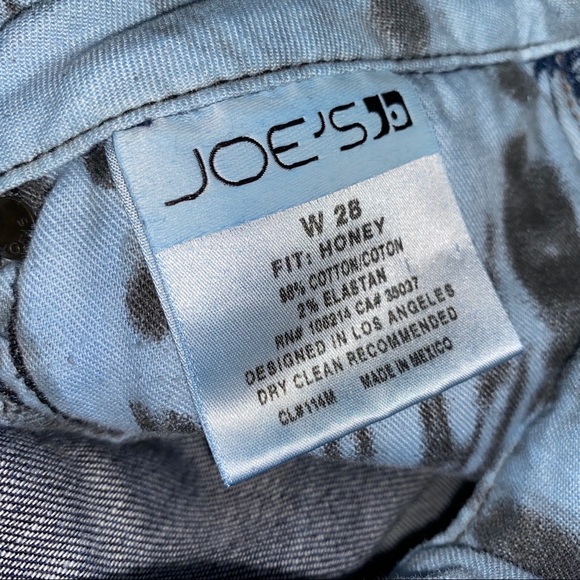 JOE'S
W 28
FIT: HONEY
98% COTTON/COTON
2% ELASTAN
RN# 108214 CA# 38037
DESIGNED IN LOS ANGELES
DRY CLEAN RECOMMENDED
CL#114M MADE IN MEXICO